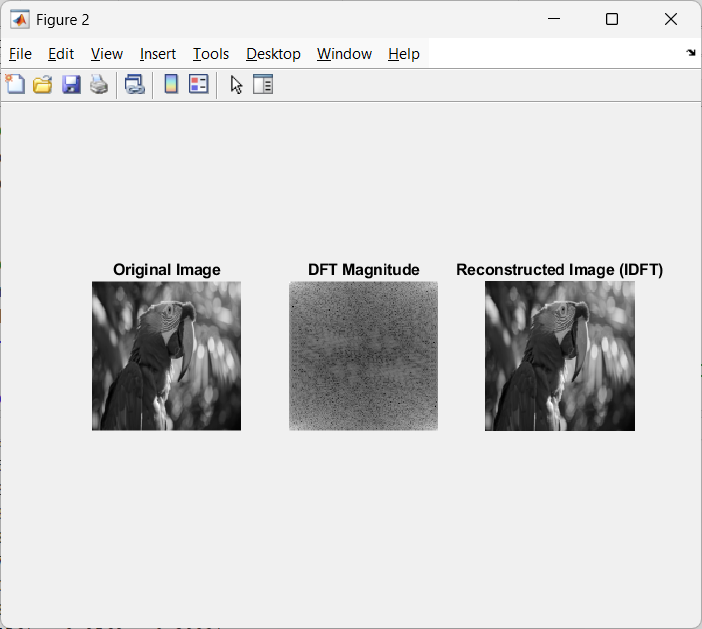 Figure 2
File Edit View Insert Tools Desktop Window Help
Original Image
DFT Magnitude
Reconstructed Image (IDFT)